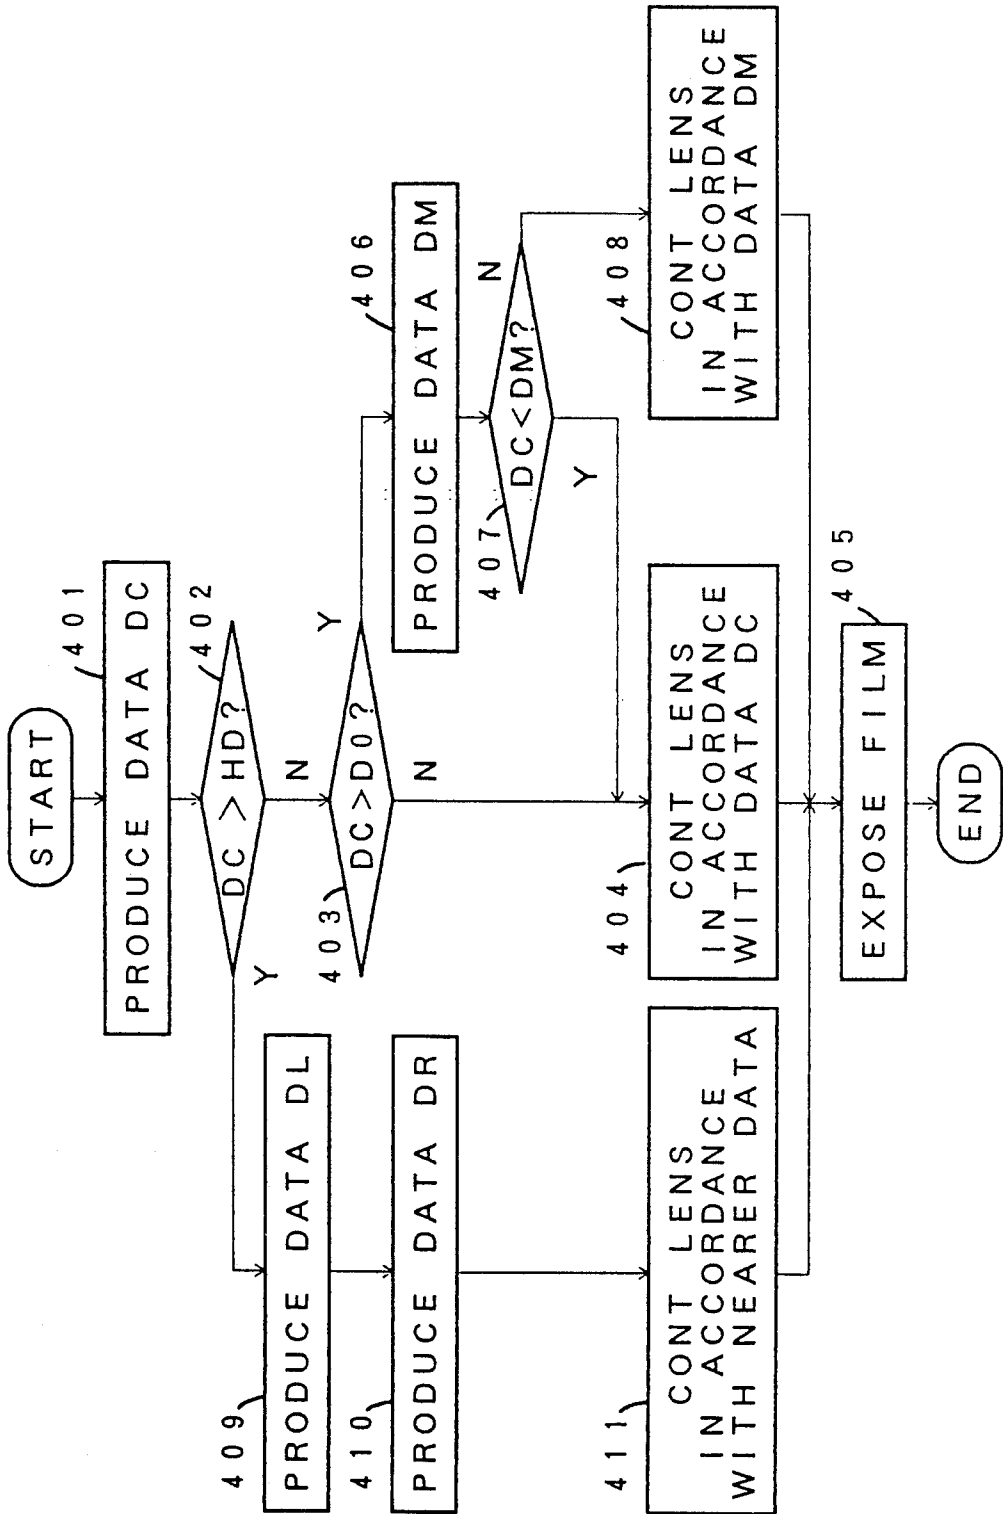 START
401
PRODUCE DATA DC
402
DC > HD?
Y
N
403
DC>D0?
Y
N
406
PRODUCE DATA DM
407
DC<DM?
N
Y
409
PRODUCE DATA DL
410
PRODUCE DATA DR
411
CONT LENS
IN ACCORDANCE
WITH NEARER DATA
404
CONT LENS
IN ACCORDANCE
WITH DATA DC
408
CONT LENS
IN ACCORDANCE
WITH DATA DM
405
EXPOSE FILM
END